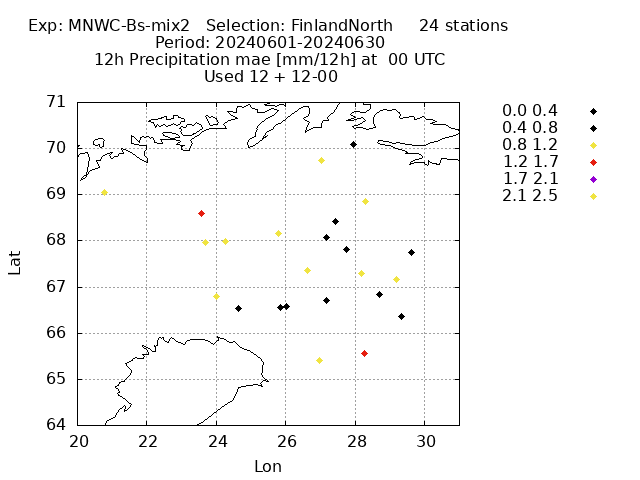 Exp: MNWC-Bs-mix2   Selection: FinlandNorth     24 stations
Period: 20240601-20240630
12h Precipitation mae [mm/12h] at  00 UTC
Used 12 + 12-00
0.0 0.4
0.4 0.8
0.8 1.2
1.2 1.7
1.7 2.1
2.1 2.5
71
70
69
68
67
66
65
64
Lat
20 22 24 26 28 30
Lon